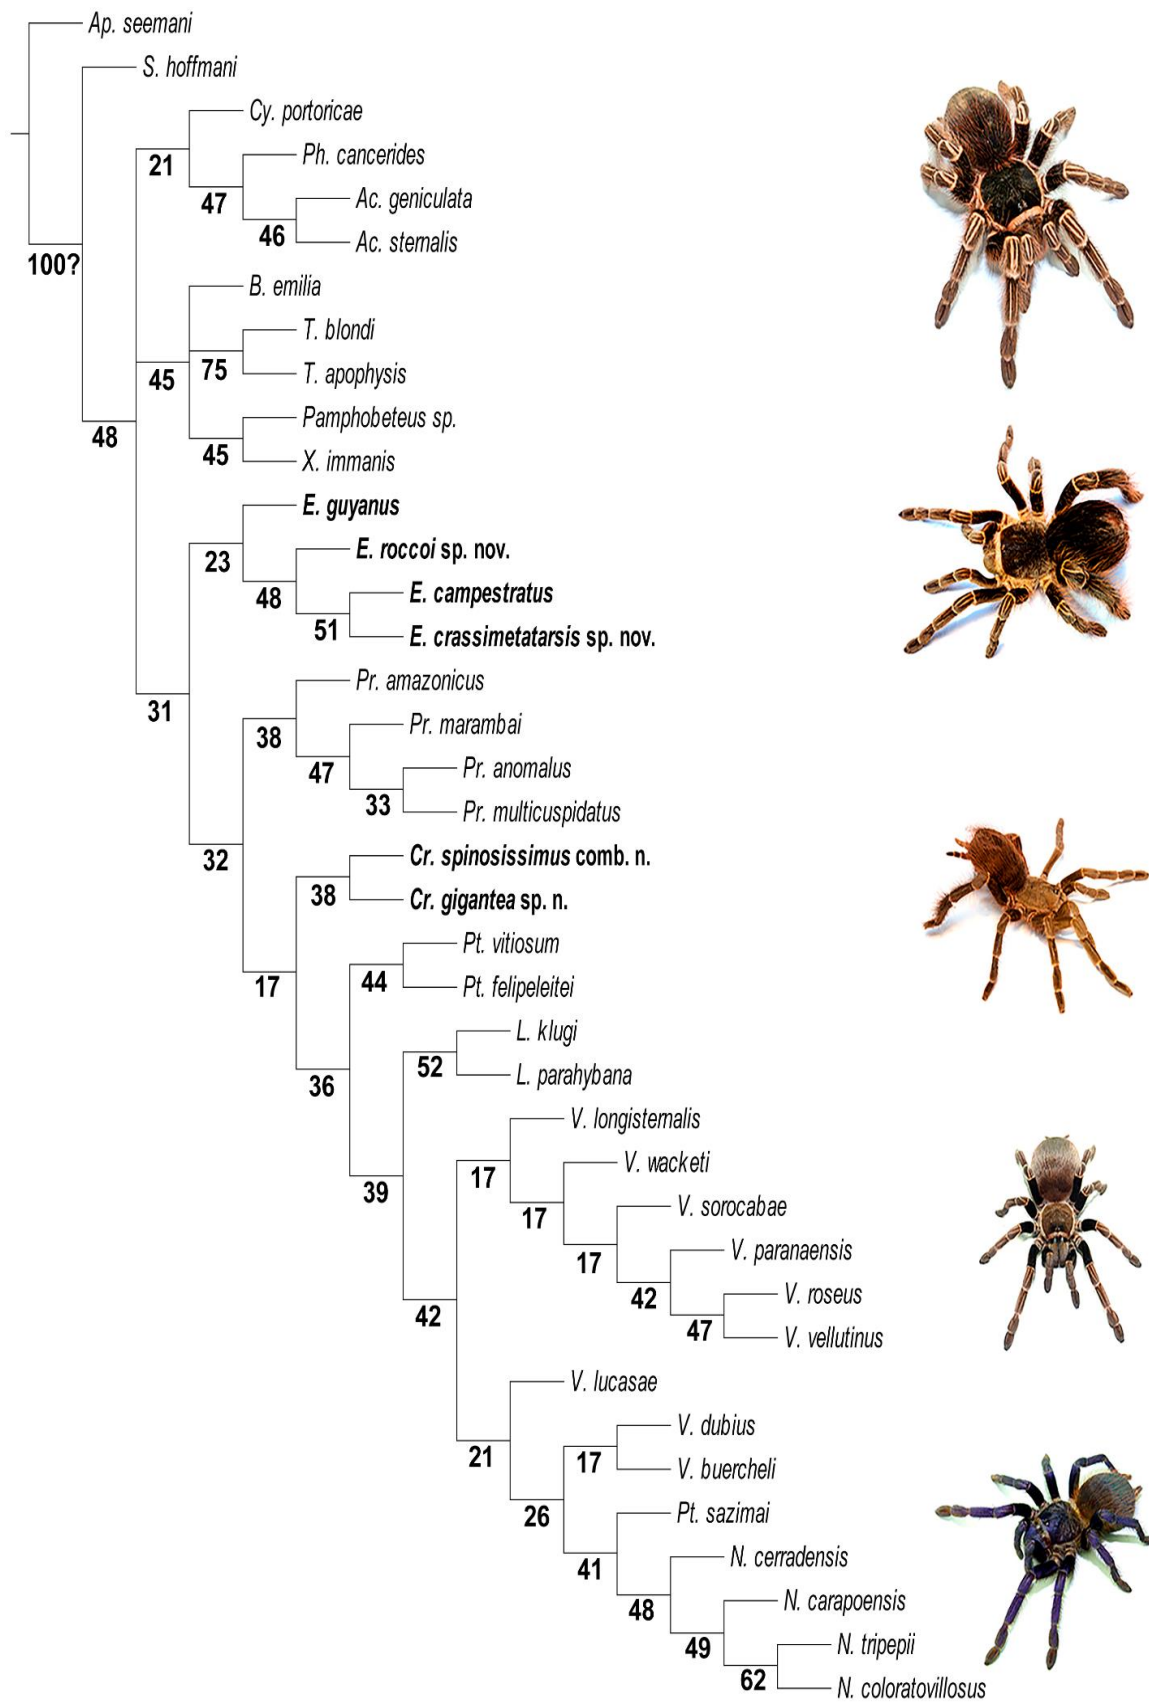 Ap. seemani
S. hoffmani
Cy. portoricae
21
Ph. cancerides
47
Ac. geniculata
46
Ac. sternalis
100?
B. emilia
T. blondi
75
45
T. apophysis
Pamphobeteus sp.
48
45
X. immanis
E. guyanus
E. roccoi sp. nov.
23
48
E. campestratus
51
E. crassimetatarsis sp. nov.
Pr. amazonicus
31
Pr. marambai
38
47
Pr. anomalus
33
Pr. multicuspidatus
32
Cr. spinosissimus comb. n.
38
Cr. gigantea sp. n.
Pt. vitiosum
44
17
Pt. felipeleitei
L. klugi
52
L. parahybana
36
V. longisternalis
V. wacketi
17
39
V. sorocabae
17
V. paranaensis
17
V. roseus
42
42
47
V. vellutinus
V. lucasae
V. dubius
21
17
V. buercheli
26
Pt. sazimai
N. cerradensis
41
N. carapoensis
48
N. tripepii
49
62
N. coloratovillosus